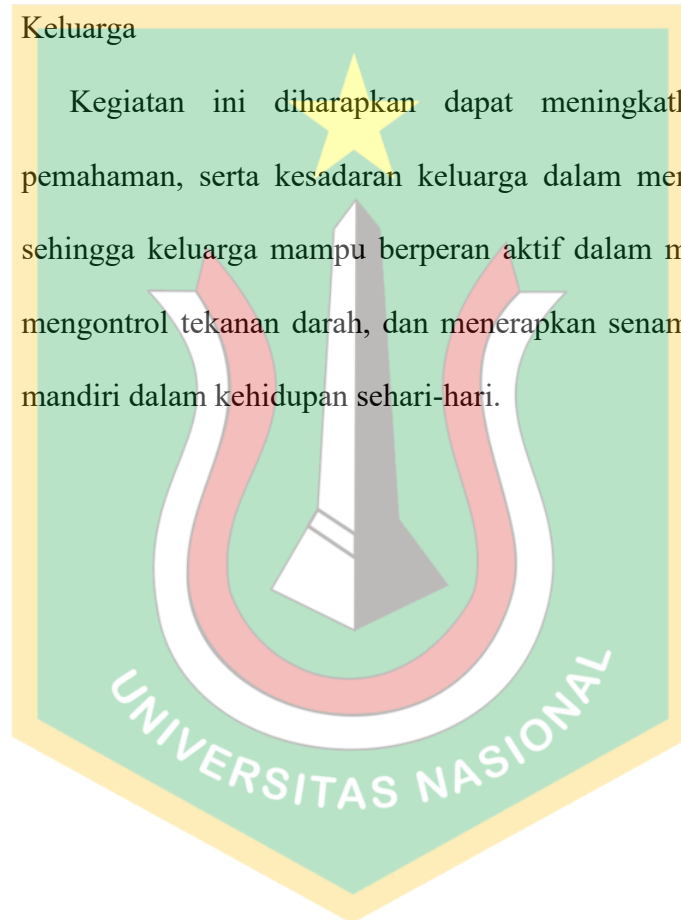 Keluarga
Kegiatan ini diharapkan dapat
pemahaman, serta kesadaran keluarga dalam
sehingga keluarga mampu berperan aktif dalam
mengontrol tekanan darah, dan menerapkan senam
mandiri dalam kehidupan sehari-hari.
UNIVERSITAS NASIONAL